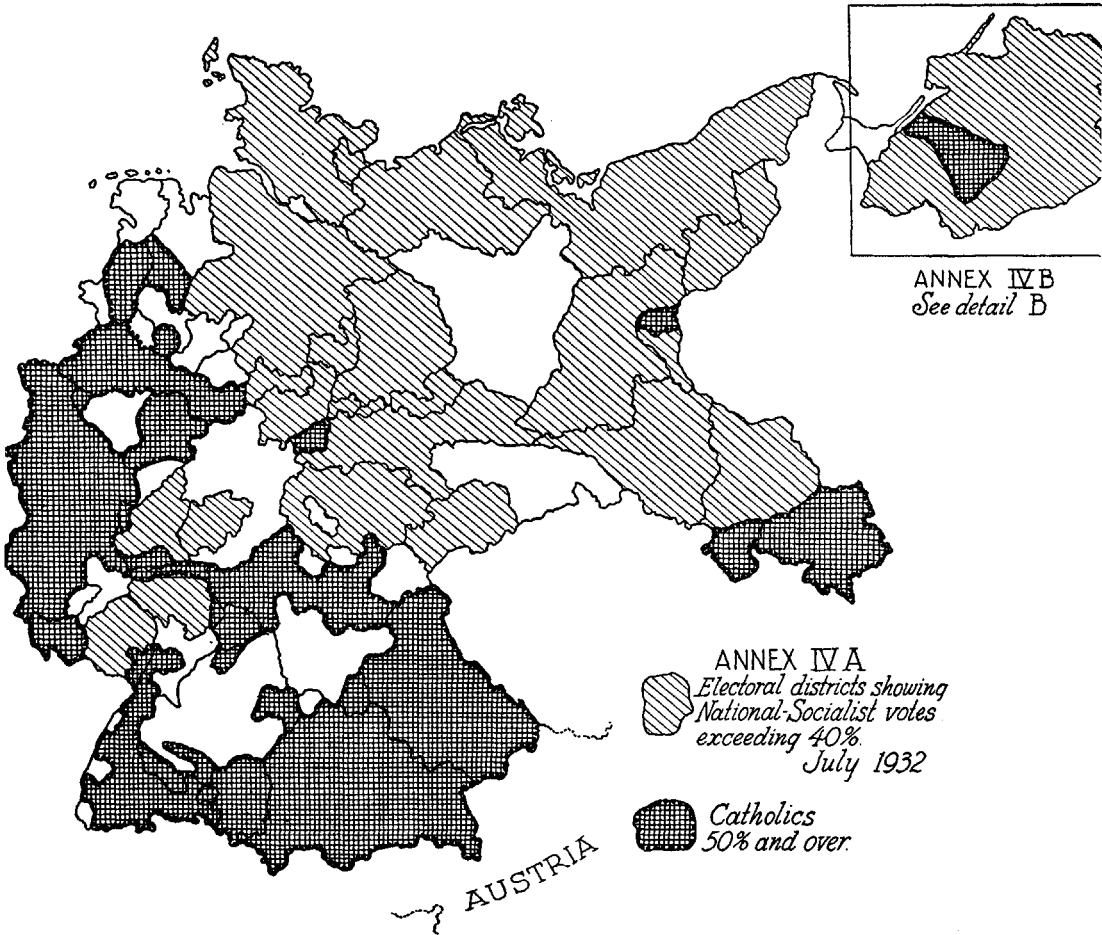 ANNEX IV B
See detail B
ANNEX IV A
Electoral districts showing
National-Socialist votes
exceeding 40%.
July 1932
Catholics
50% and over.
AUSTRIA